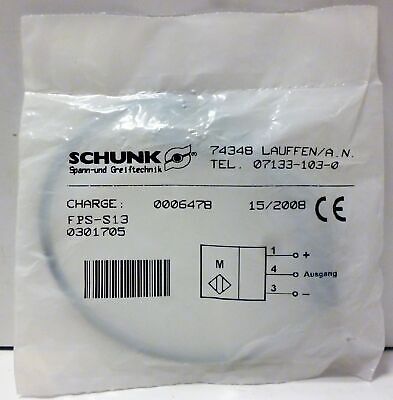 SCHUNK ®
Spann-und Greiftechnik
74348 LAUFFEN/A.N.
TEL. 07133-103-0
CHARGE: 0006478 15/2008 CE
FPS-S13
0301705
M
1 +
4 Ausgang
3 −